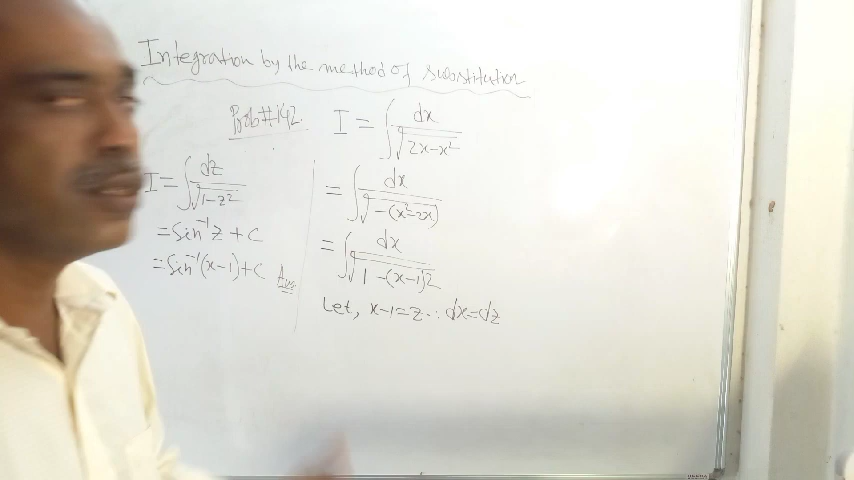 Integration by the method of substitution
Prob#142
I = ∫ dx/√(2x-x²)
= ∫ dx/√(-(x²-2x))
= ∫ dx/√(1-(x-1)²)
Let, x-1=z ∴ dx=dz
I = ∫ dz/√(1-z²)
= Sin⁻¹z + c
= Sin⁻¹(x-1)+c Ans